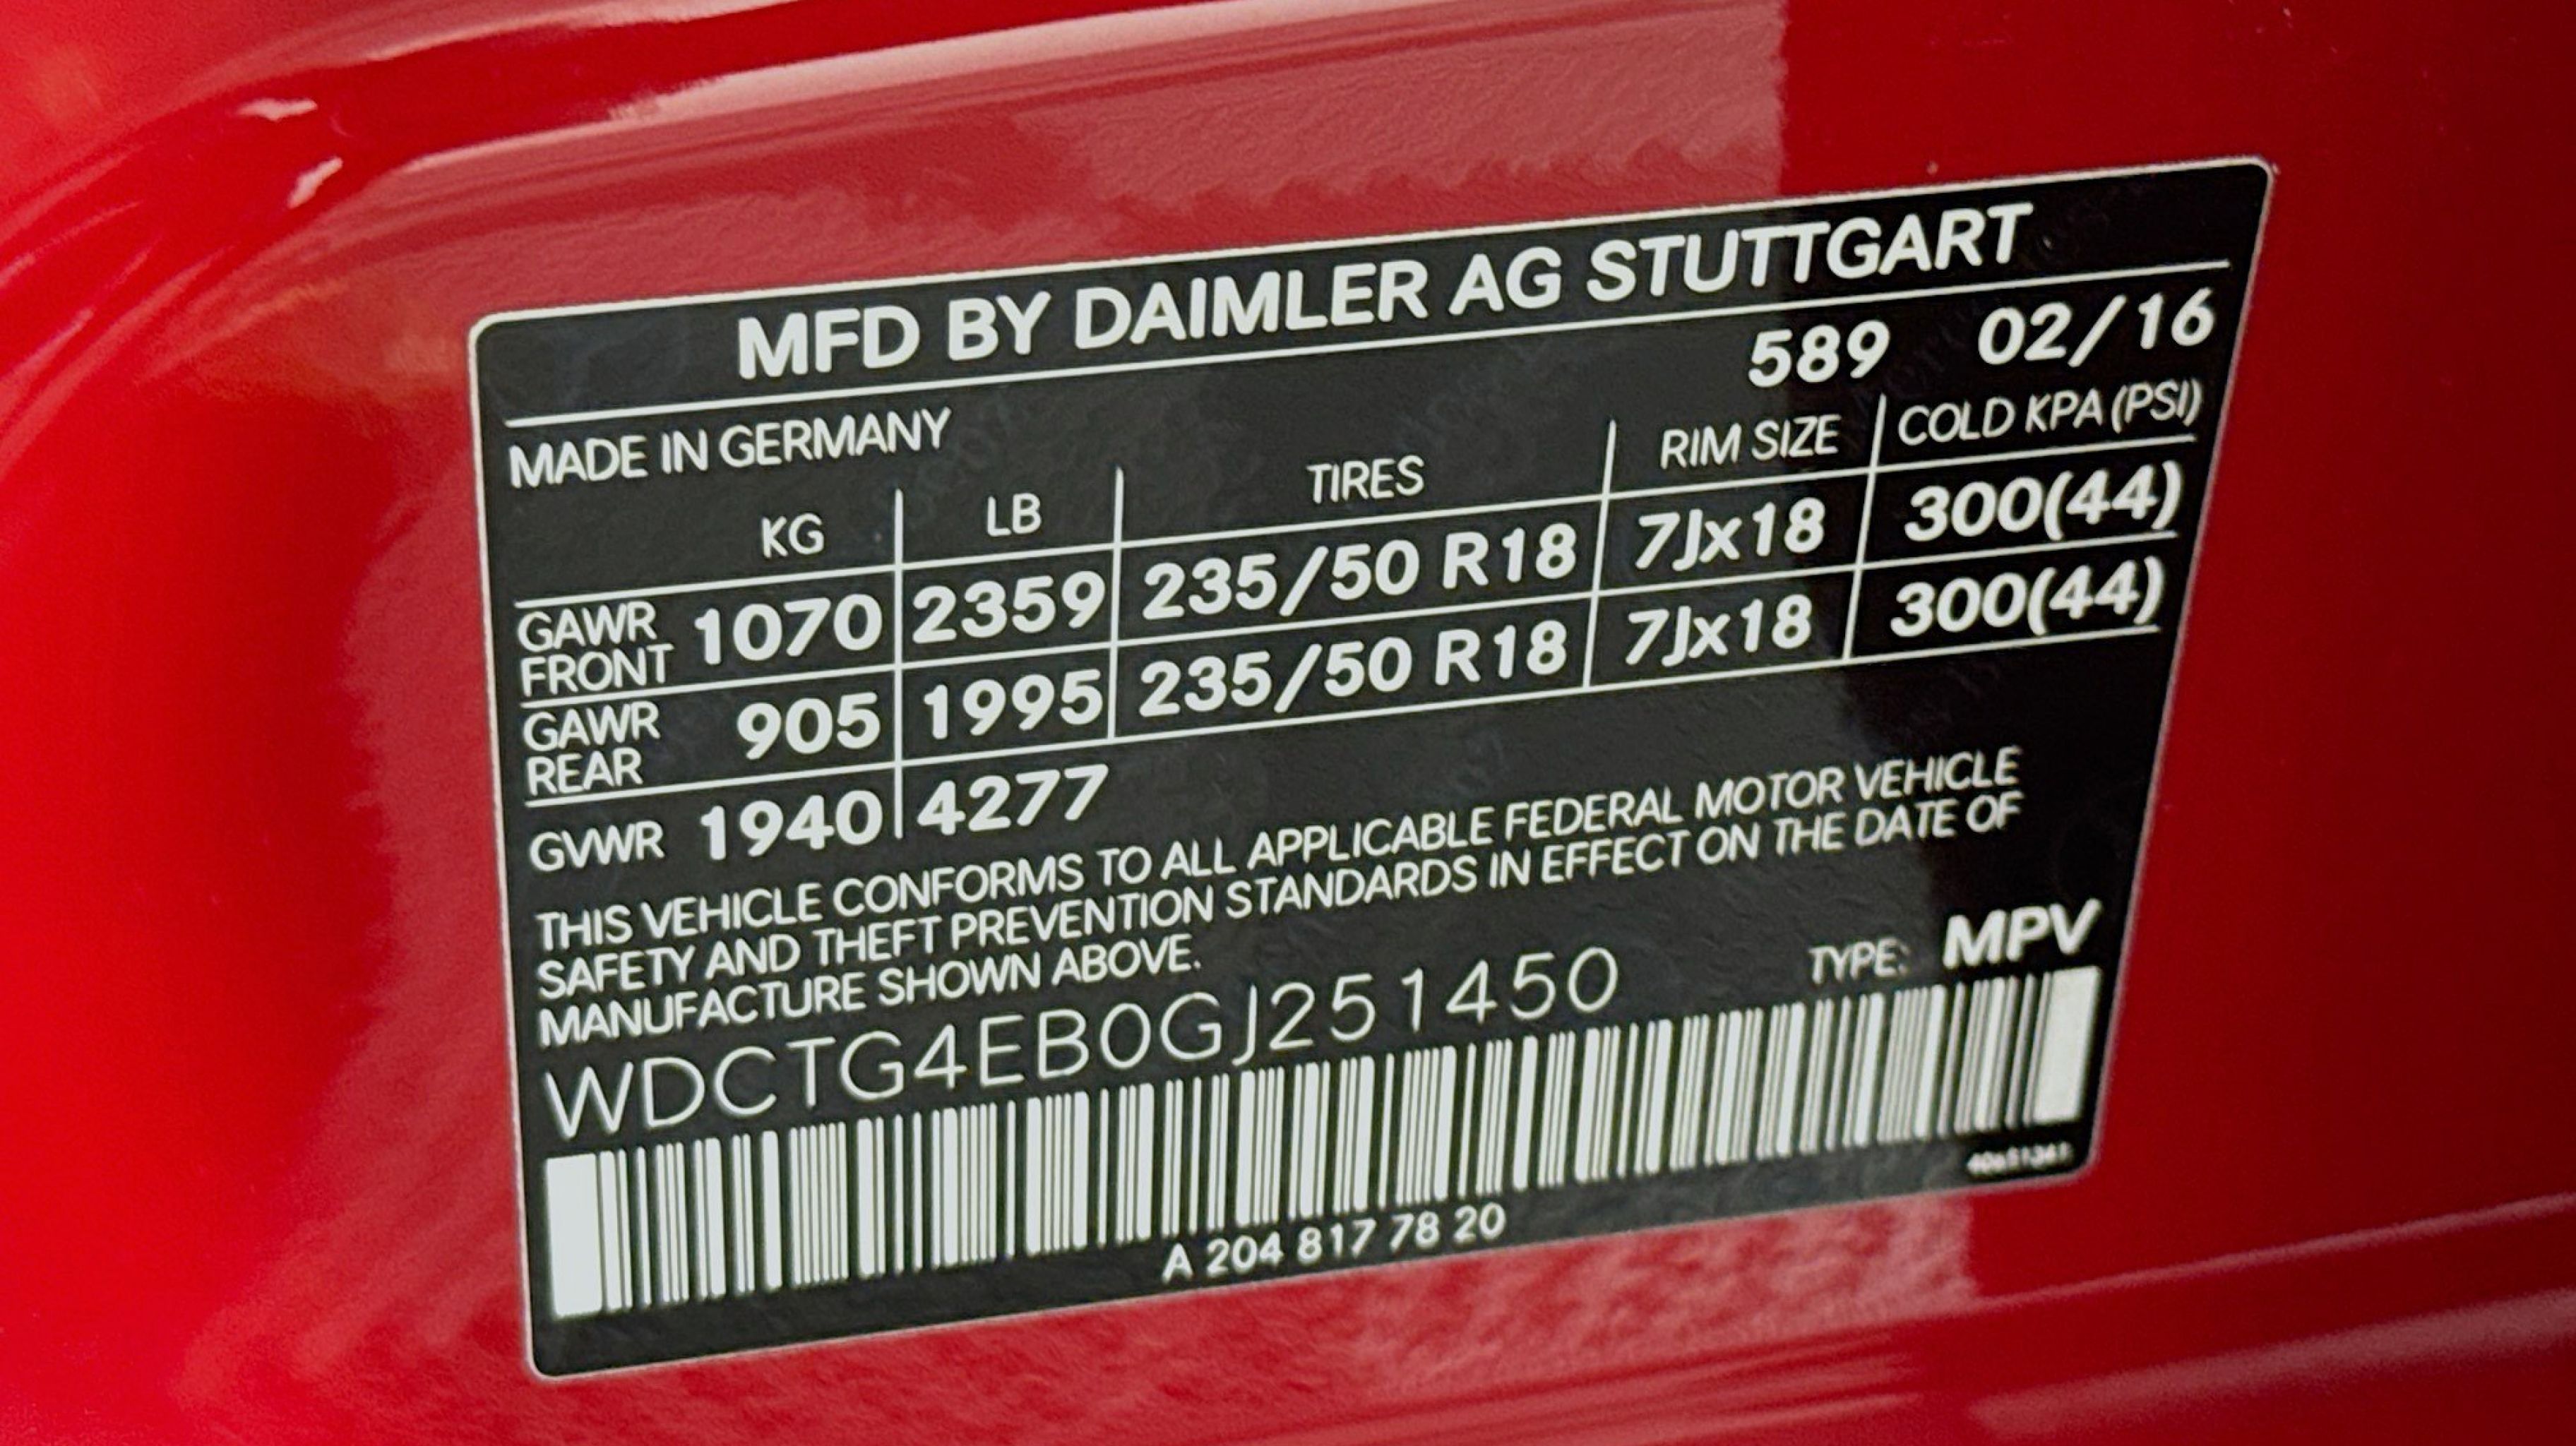 MFD BY DAIMLER AG STUTTGART
589 02/16
MADE IN GERMANY
KG LB TIRES RIM SIZE COLD KPA (PSI)
GAWR FRONT 1070 2359 235/50 R18 7Jx18 300(44)
GAWR REAR 905 1995 235/50 R18 7Jx18 300(44)
GVWR 1940 4277
THIS VEHICLE CONFORMS TO ALL APPLICABLE FEDERAL MOTOR VEHICLE
SAFETY AND THEFT PREVENTION STANDARDS IN EFFECT ON THE DATE OF
MANUFACTURE SHOWN ABOVE.
WDCTG4EB0GJ251450 TYPE: MPV
A 204 817 78 20